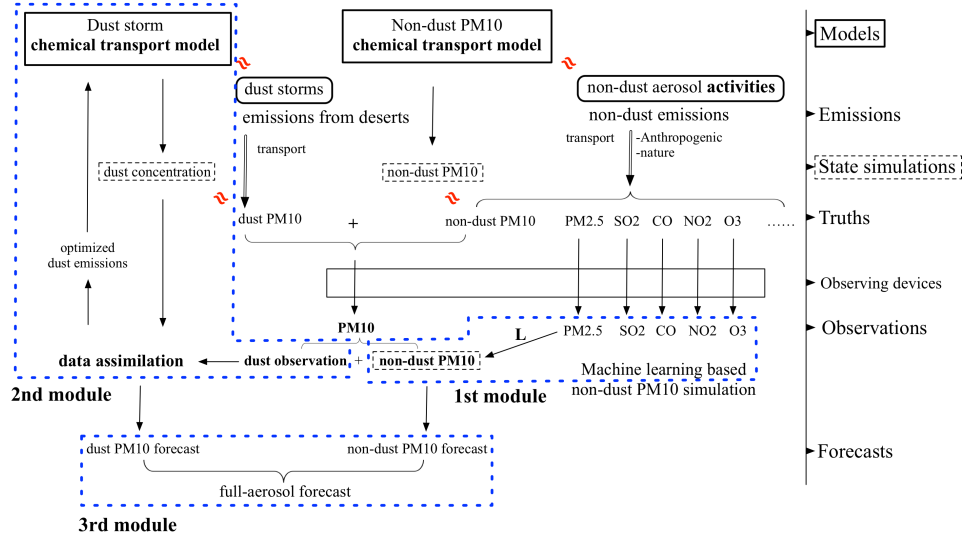 Dust storm
chemical transport model
Non-dust PM10
chemical transport model
Models
≈
≈
dust storms
emissions from deserts
non-dust aerosol activities
non-dust emissions
Emissions
transport
transport
-Anthropogenic
-nature
dust concentration
non-dust PM10
State simulations
≈
≈
dust PM10
+
non-dust PM10
PM2.5 SO2 CO NO2 O3 ......
Truths
optimized
dust emissions
Observing devices
PM10
L
PM2.5 SO2 CO NO2 O3
Observations
data assimilation
dust observation + non-dust PM10
Machine learning based
non-dust PM10 simulation
2nd module
1st module
dust PM10 forecast
non-dust PM10 forecast
Forecasts
full-aerosol forecast
3rd module